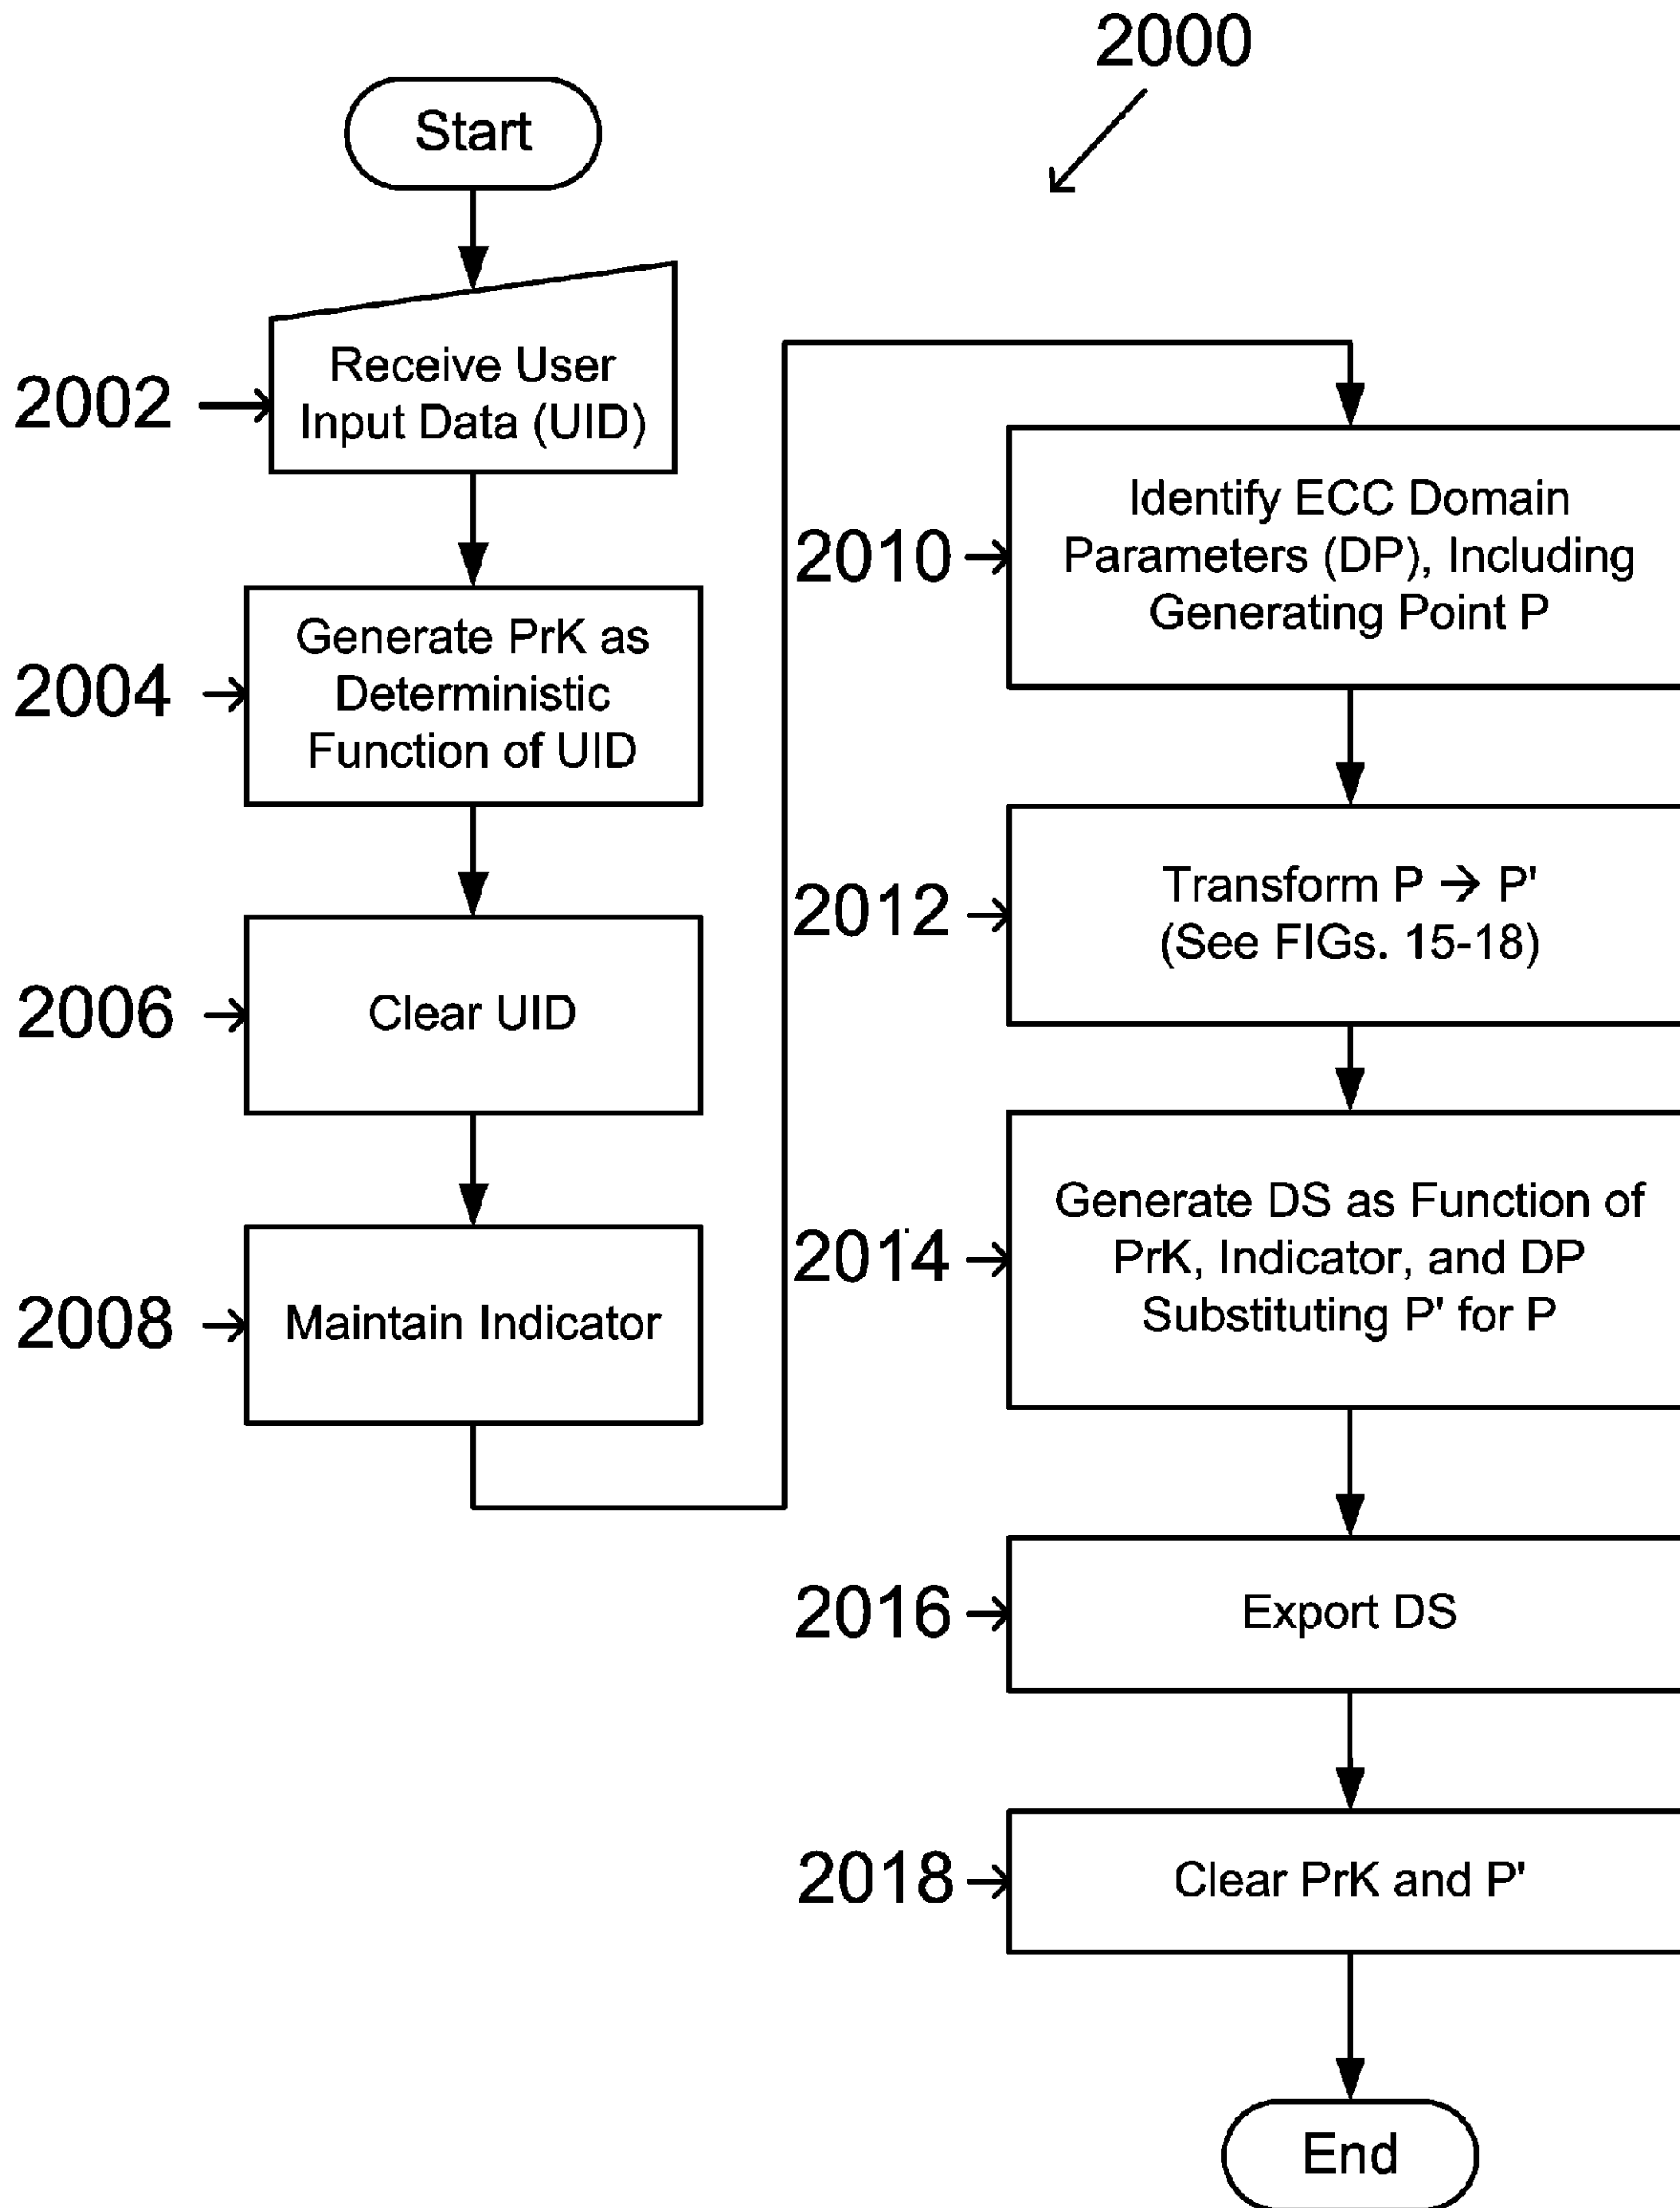 2000
Start
2002
Receive User
Input Data (UID)
2004
Generate PrK as
Deterministic
Function of UID
2006
Clear UID
2008
Maintain Indicator
2010
Identify ECC Domain
Parameters (DP), Including
Generating Point P
2012
Transform P → P'
(See FIGs. 15-18)
2014
Generate DS as Function of
PrK, Indicator, and DP
Substituting P' for P
2016
Export DS
2018
Clear PrK and P'
End